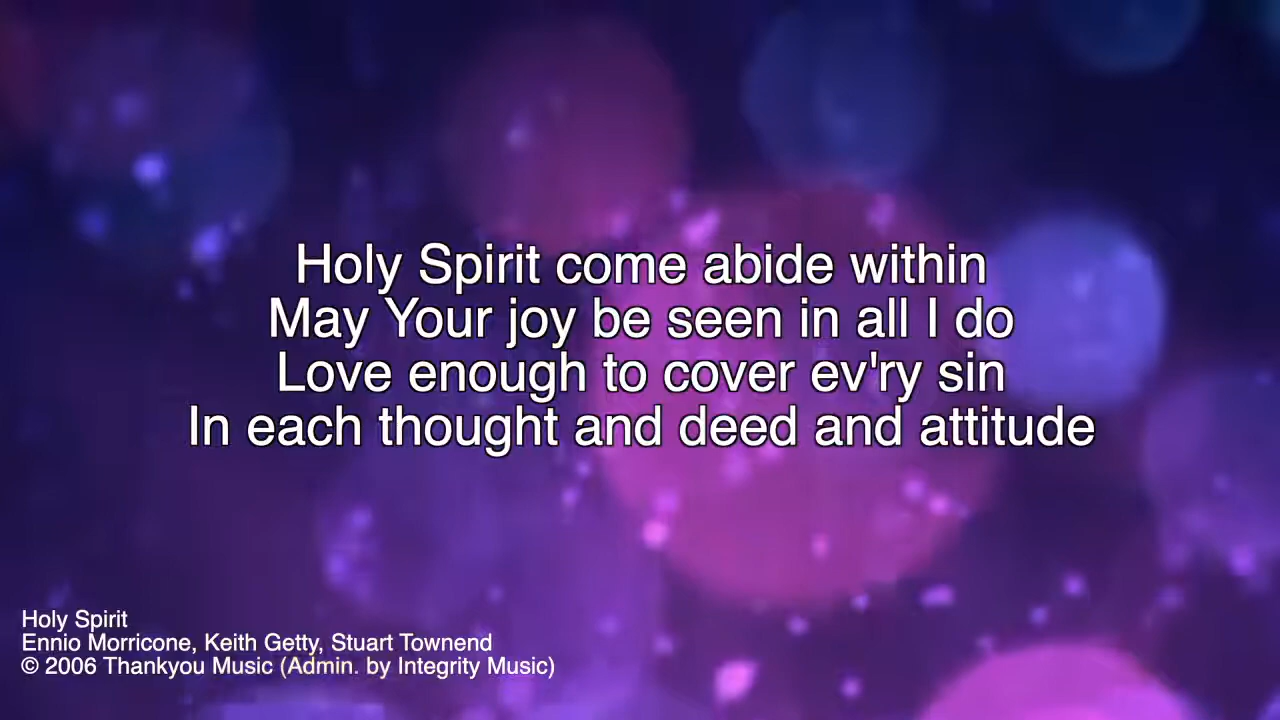 Holy Spirit come abide within
May Your joy be seen in all I do
Love enough to cover ev'ry sin
In each thought and deed and attitude
Holy Spirit
Ennio Morricone, Keith Getty, Stuart Townend
© 2006 Thankyou Music (Admin. by Integrity Music)